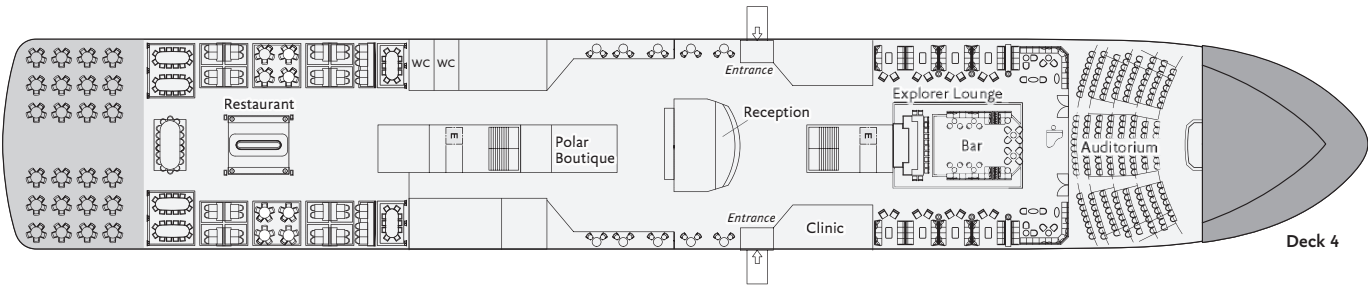 WC WC
Entrance
Explorer Lounge
Restaurant
Reception
E
Polar
Boutique
E
Bar
Auditorium
Entrance
Clinic
Deck 4